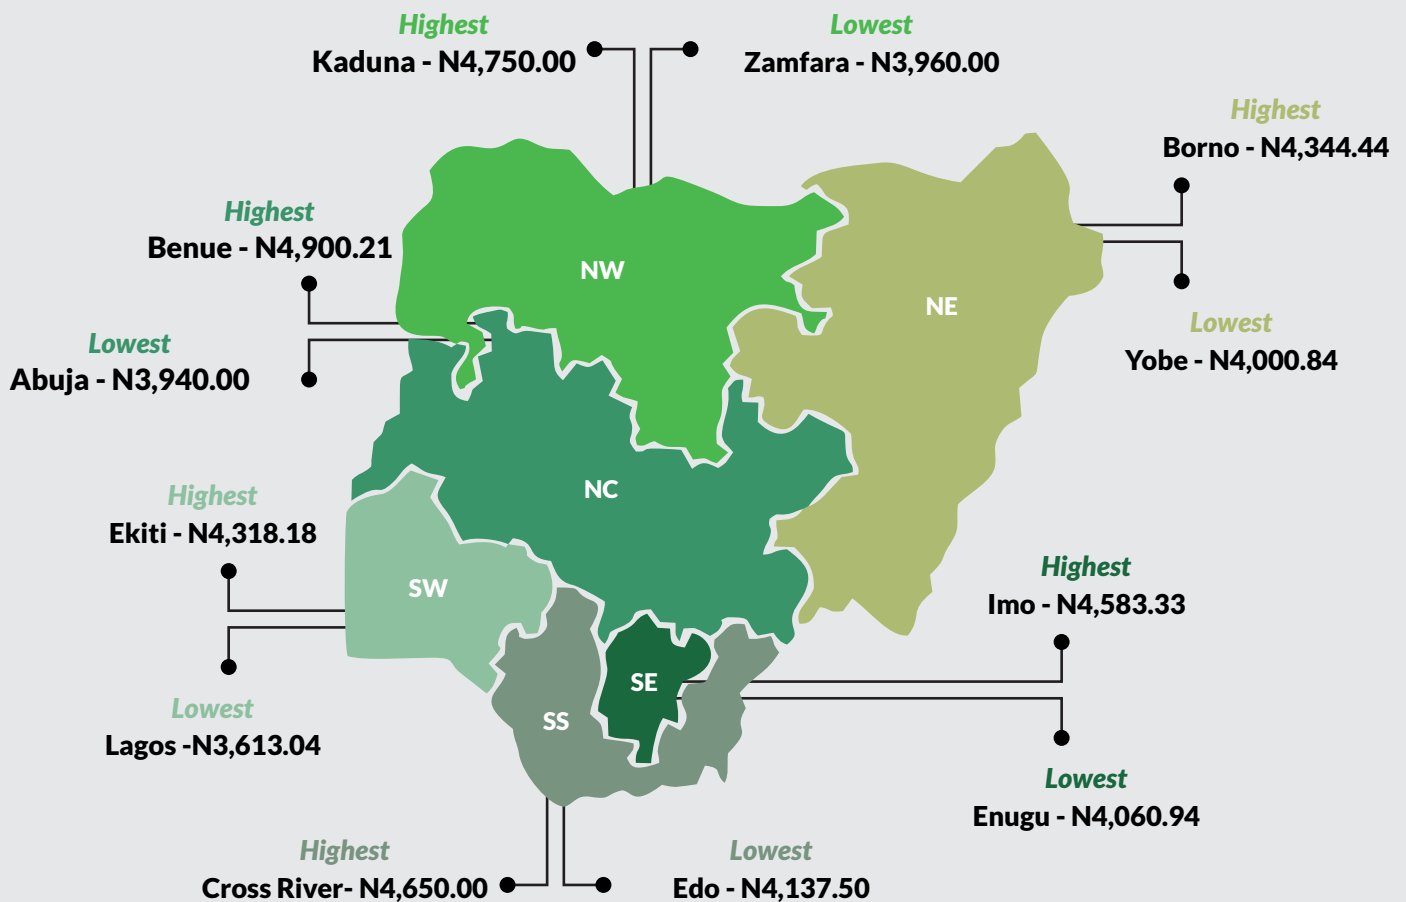 Highest
Kaduna - N4,750.00
Lowest
Zamfara - N3,960.00
Highest
Borno - N4,344.44
Highest
Benue - N4,900.21
NW
NE
Lowest
Yobe - N4,000.84
Lowest
Abuja - N3,940.00
NC
Highest
Ekiti - N4,318.18
SW
Highest
Imo - N4,583.33
SE
SS
Lowest
Lagos -N3,613.04
Lowest
Enugu - N4,060.94
Highest
Cross River- N4,650.00
Lowest
Edo - N4,137.50